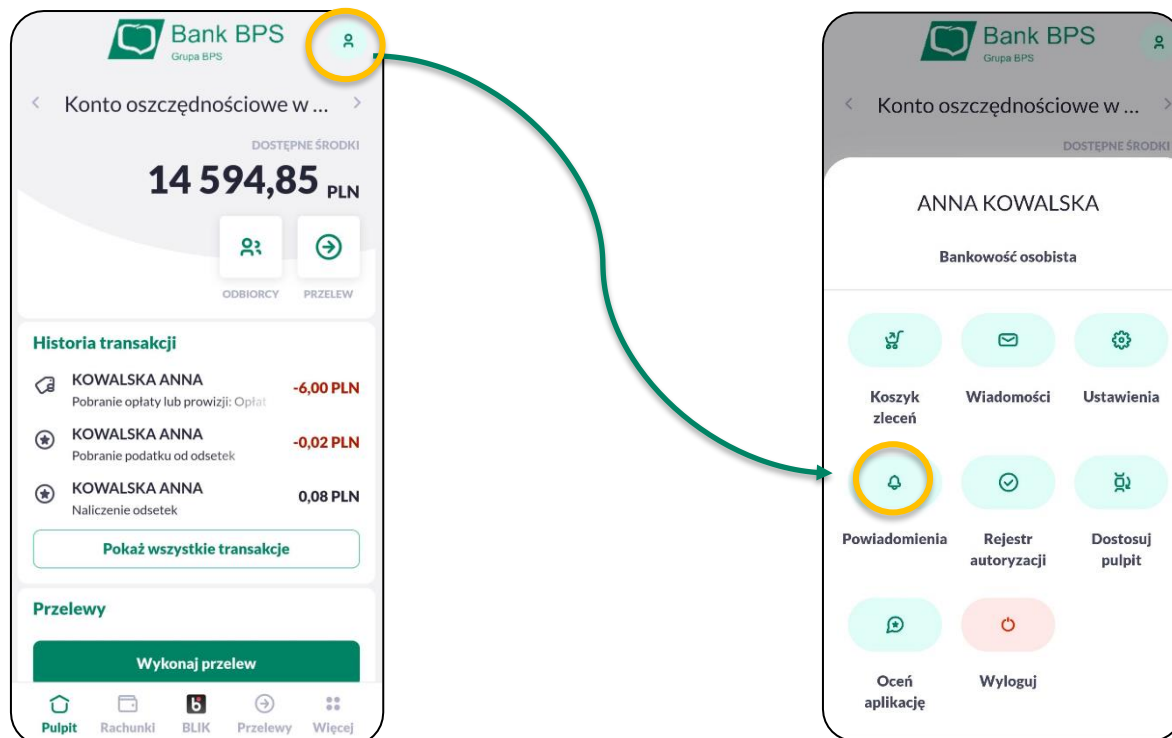 Bank BPS
Grupa BPS
Konto oszczędnościowe w ...
DOSTĘPNE ŚRODKI
14 594,85 PLN
ODBIORCY PRZELEW
Historia transakcji
KOWALSKA ANNA
-6,00 PLN
Pobranie opłaty lub prowizji: Opłat
KOWALSKA ANNA
-0,02 PLN
Pobranie podatku od odsetek
KOWALSKA ANNA
0,08 PLN
Naliczenie odsetek
Pokaż wszystkie transakcje
Przelewy
Wykonaj przelew
Pulpit Rachunki BLIK Przelewy Więcej
Bank BPS
Grupa BPS
Konto oszczędnościowe w ...
DOSTĘPNE ŚRODKI
ANNA KOWALSKA
Bankowość osobista
Koszyk zleceń
Wiadomości
Ustawienia
Powiadomienia
Rejestr autoryzacji
Dostosuj pulpit
Oceń aplikację
Wyloguj